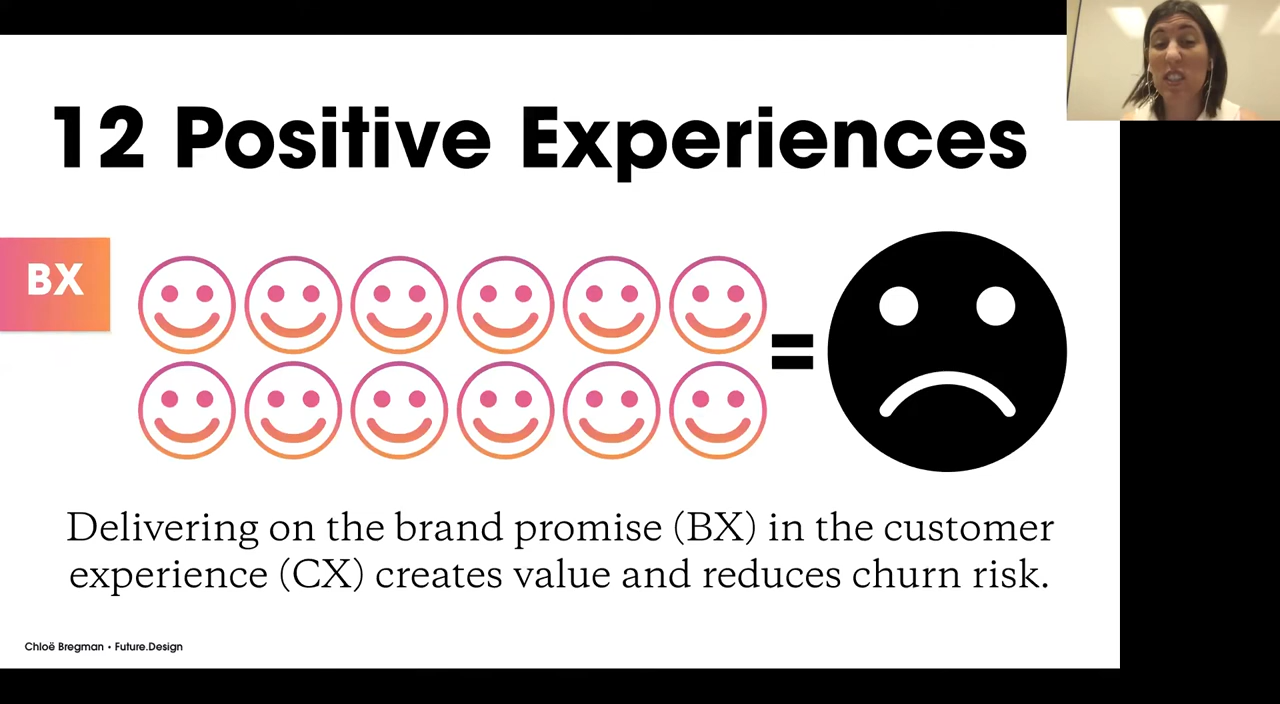 12 Positive Experiences
BX
=
Delivering on the brand promise (BX) in the customer
experience (CX) creates value and reduces churn risk.
Chloë Bregman • Future.Design